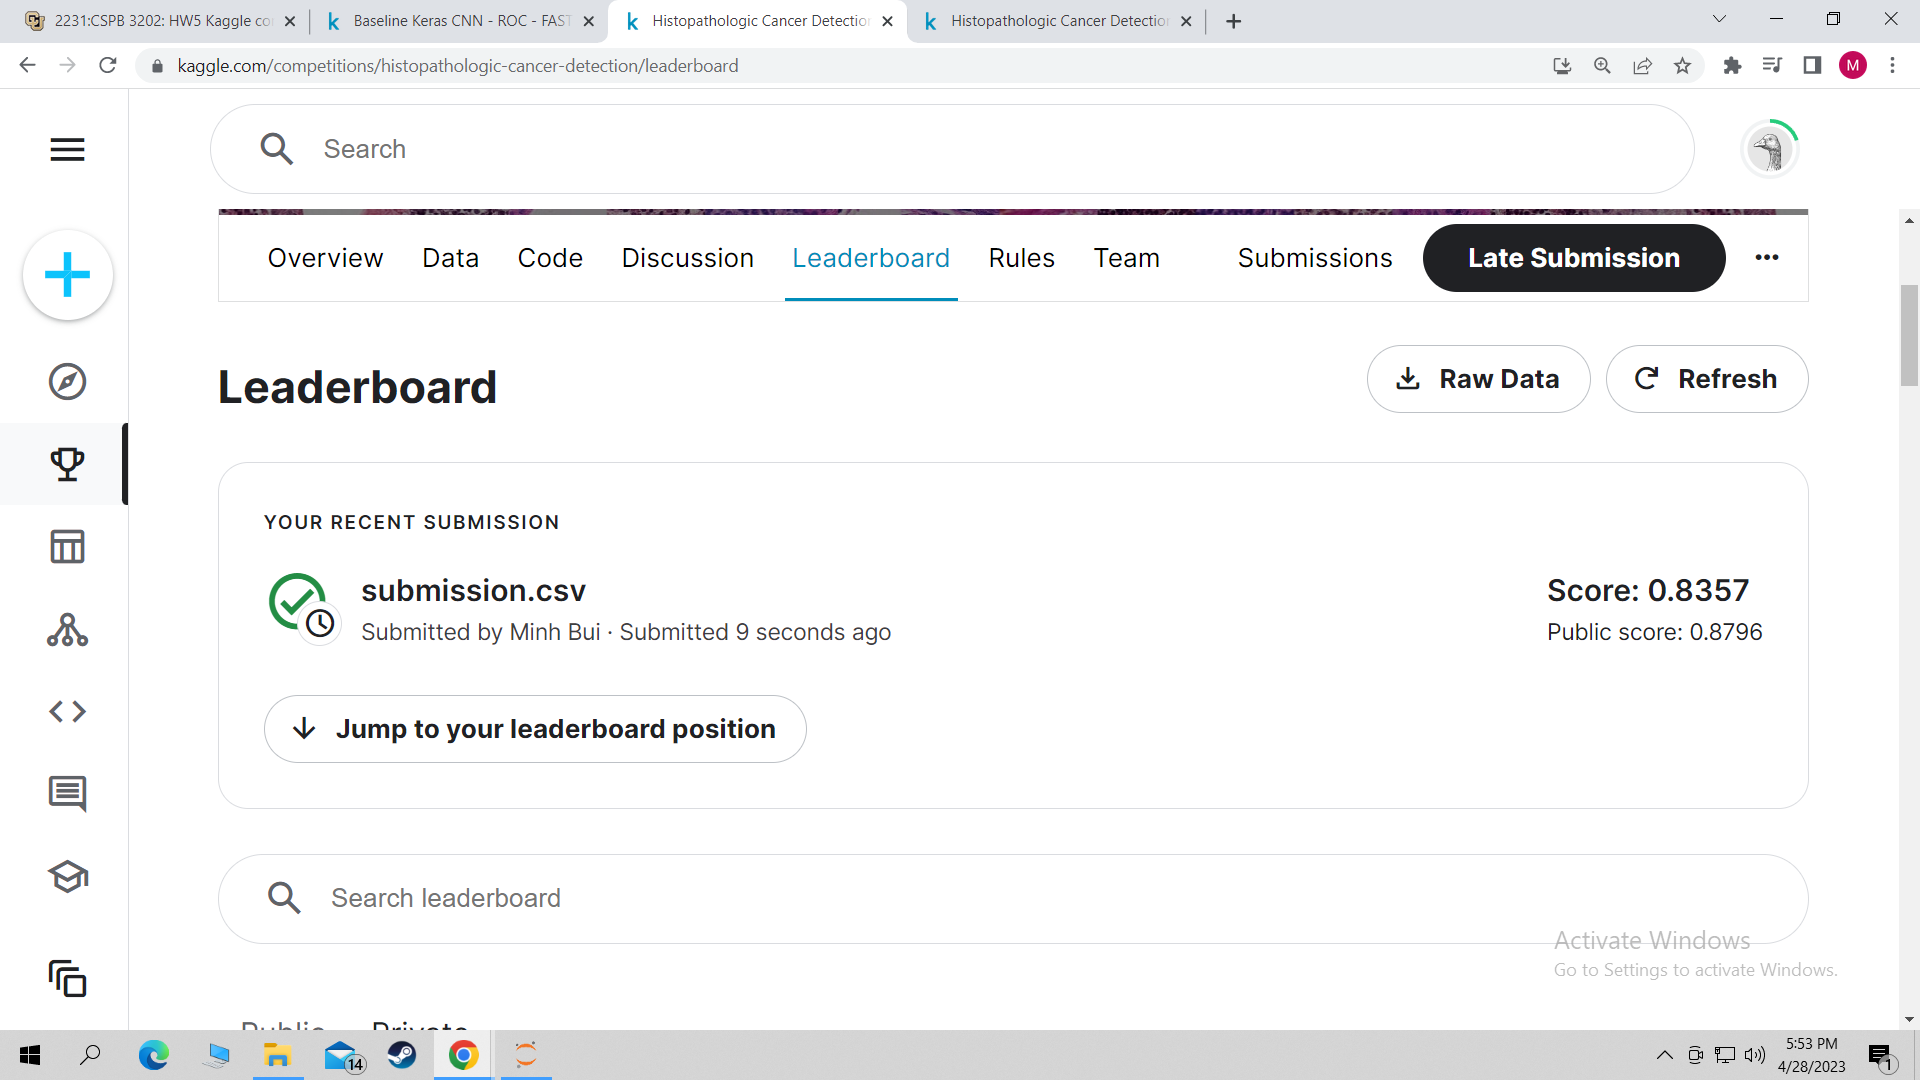 2231:CSPB 3202: HW5 Kaggle co
Baseline Keras CNN - ROC - FAST
Histopathologic Cancer Detection
Histopathologic Cancer Detection
kaggle.com/competitions/histopathologic-cancer-detection/leaderboard
M
Search
Overview Data Code Discussion Leaderboard Rules Team Submissions Late Submission
Leaderboard
Raw Data
Refresh
YOUR RECENT SUBMISSION
submission.csv
Submitted by Minh Bui · Submitted 9 seconds ago
Score: 0.8357
Public score: 0.8796
Jump to your leaderboard position
Search leaderboard
Activate Windows
Go to Settings to activate Windows.
Public Private
14
5:53 PM
4/28/2023
1